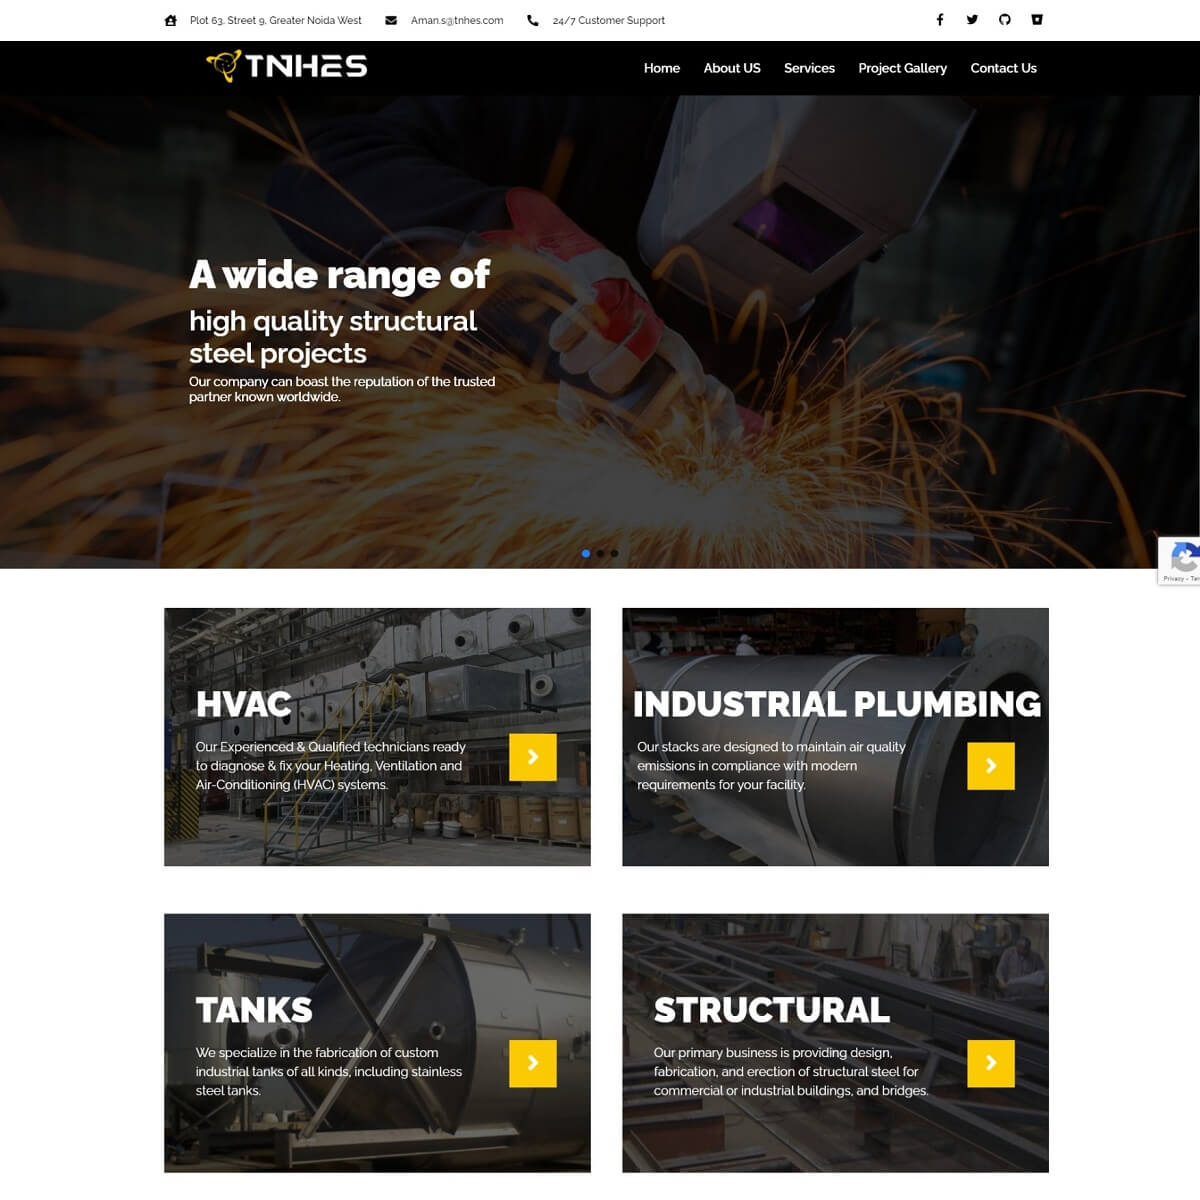 Plot 63, Street 9, Greater Noida West
Aman.s@tnhes.com
24/7 Customer Support
TNHES
Home
About US
Services
Project Gallery
Contact Us
A wide range of
high quality structural
steel projects
Our company can boast the reputation of the trusted
partner known worldwide.
HVAC
Our Experienced & Qualified technicians ready
to diagnose & fix your Heating, Ventilation and
Air-Conditioning (HVAC) systems.
INDUSTRIAL PLUMBING
Our stacks are designed to maintain air quality
emissions in compliance with modern
requirements for your facility.
TANKS
We specialize in the fabrication of custom
industrial tanks of all kinds, including stainless
steel tanks.
STRUCTURAL
Our primary business is providing design,
fabrication, and erection of structural steel for
commercial or industrial buildings, and bridges.
Privacy -